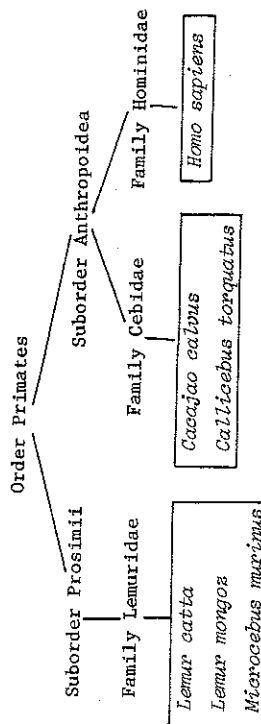 Order Primates
Suborder Prosimii
Suborder Anthropoidea
Family Lemuridae
Family Cebidae
Family Hominidae
Lemur catta
Lemur mongoz
Microcebus murinus
Cacajao calvus
Callicebus torquatus
Homo sapiens